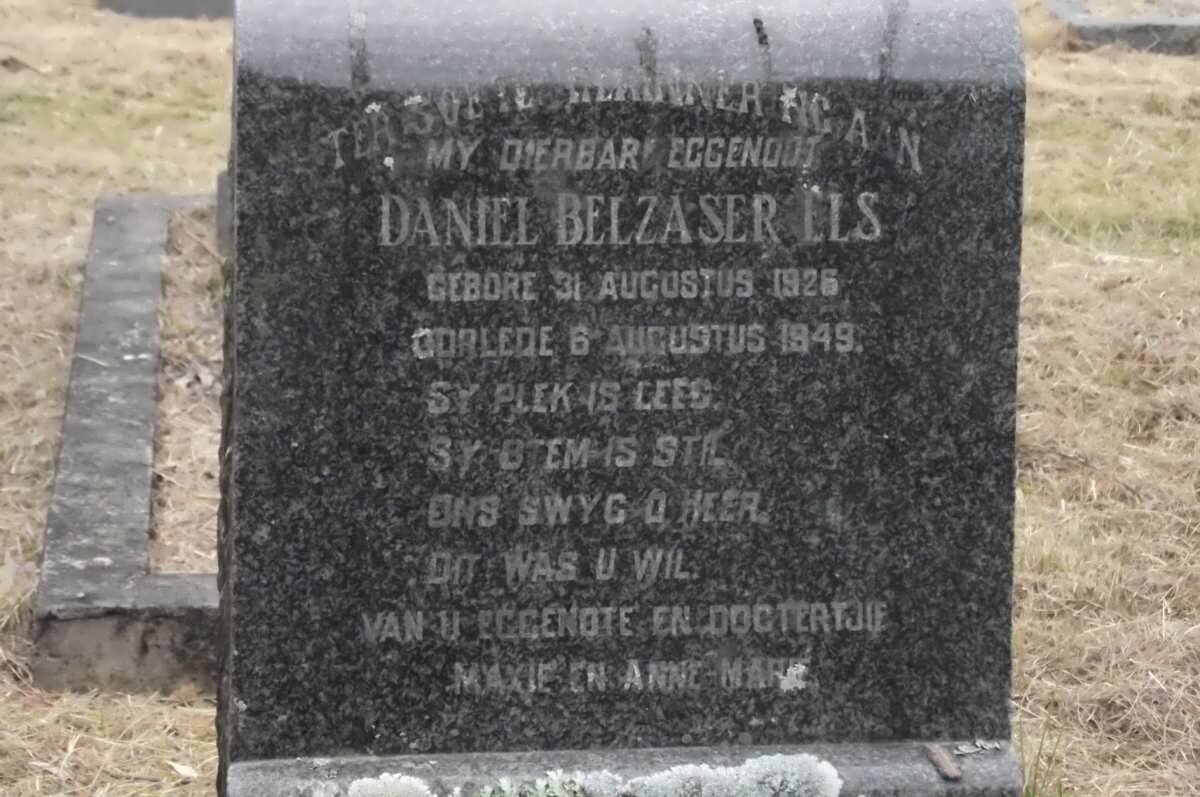 TER SOETE HERINNERING AAN
MY DIERBARE EGGENOOT
DANIEL BELZASER ELS
GEBORE 31 AUGUSTUS 1926
OORLEDE 6 AUGUSTUS 1949.
SY PLEK IS LEEG.
SY STEM IS STIL.
ONS SWYG O HEER.
DIT WAS U WIL.
VAN U EGGENOTE EN DOGTERTJIE
MAXIE EN ANNE